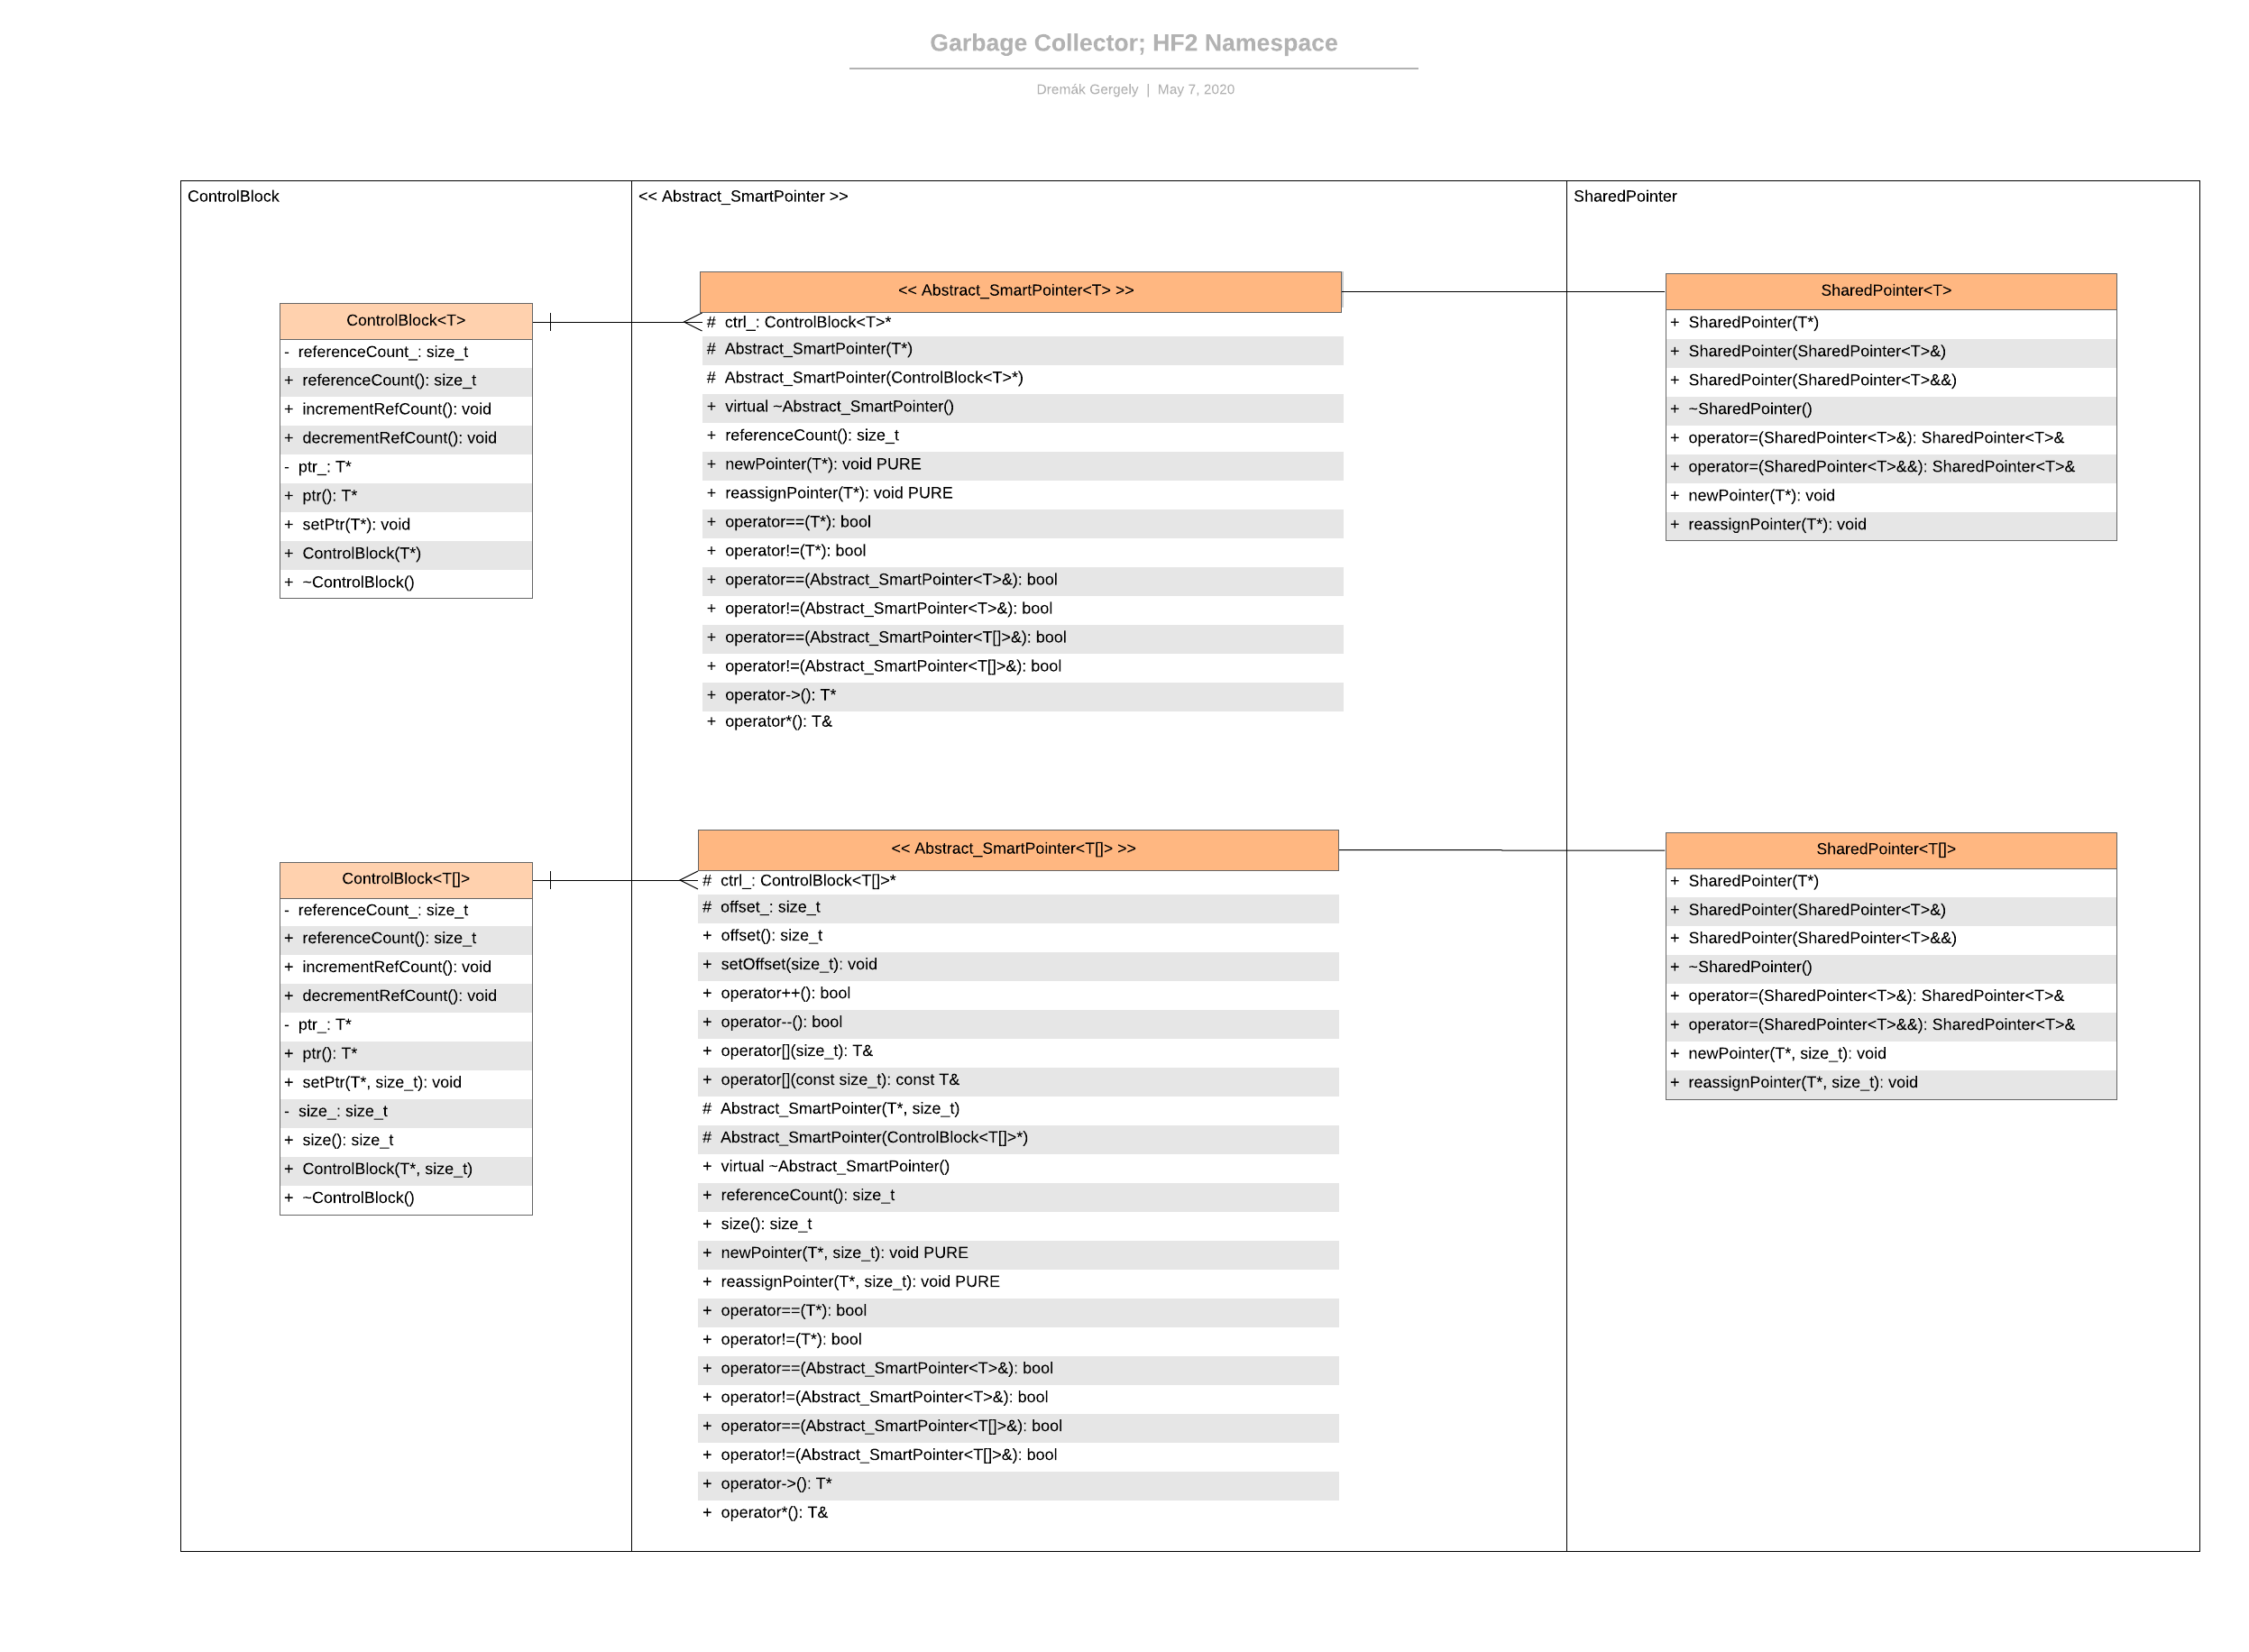 Garbage Collector; HF2 Namespace
Dremák Gergely | May 7, 2020
ControlBlock
<< Abstract_SmartPointer >>
SharedPointer
ControlBlock<T>
- referenceCount_: size_t
+ referenceCount(): size_t
+ incrementRefCount(): void
+ decrementRefCount(): void
- ptr_: T*
+ ptr(): T*
+ setPtr(T*): void
+ ControlBlock(T*)
+ ~ControlBlock()
<< Abstract_SmartPointer<T> >>
# ctrl_: ControlBlock<T>*
# Abstract_SmartPointer(T*)
# Abstract_SmartPointer(ControlBlock<T>*)
+ virtual ~Abstract_SmartPointer()
+ referenceCount(): size_t
+ newPointer(T*): void PURE
+ reassignPointer(T*): void PURE
+ operator==(T*): bool
+ operator!=(T*): bool
+ operator==(Abstract_SmartPointer<T>&): bool
+ operator!=(Abstract_SmartPointer<T>&): bool
+ operator==(Abstract_SmartPointer<T[]>&): bool
+ operator!=(Abstract_SmartPointer<T[]>&): bool
+ operator->(): T*
+ operator*(): T&
SharedPointer<T>
+ SharedPointer(T*)
+ SharedPointer(SharedPointer<T>&)
+ SharedPointer(SharedPointer<T>&&)
+ ~SharedPointer()
+ operator=(SharedPointer<T>&): SharedPointer<T>&
+ operator=(SharedPointer<T>&&): SharedPointer<T>&
+ newPointer(T*): void
+ reassignPointer(T*): void
ControlBlock<T[]>
- referenceCount_: size_t
+ referenceCount(): size_t
+ incrementRefCount(): void
+ decrementRefCount(): void
- ptr_: T*
+ ptr(): T*
+ setPtr(T*, size_t): void
- size_: size_t
+ size(): size_t
+ ControlBlock(T*, size_t)
+ ~ControlBlock()
<< Abstract_SmartPointer<T[]> >>
# ctrl_: ControlBlock<T[]>*
# offset_: size_t
+ offset(): size_t
+ setOffset(size_t): void
+ operator++(): bool
+ operator--(): bool
+ operator[](size_t): T&
+ operator[](const size_t): const T&
# Abstract_SmartPointer(T*, size_t)
# Abstract_SmartPointer(ControlBlock<T[]>*)
+ virtual ~Abstract_SmartPointer()
+ referenceCount(): size_t
+ size(): size_t
+ newPointer(T*, size_t): void PURE
+ reassignPointer(T*, size_t): void PURE
+ operator==(T*): bool
+ operator!=(T*): bool
+ operator==(Abstract_SmartPointer<T>&): bool
+ operator!=(Abstract_SmartPointer<T>&): bool
+ operator==(Abstract_SmartPointer<T[]>&): bool
+ operator!=(Abstract_SmartPointer<T[]>&): bool
+ operator->(): T*
+ operator*(): T&
SharedPointer<T[]>
+ SharedPointer(T*)
+ SharedPointer(SharedPointer<T>&)
+ SharedPointer(SharedPointer<T>&&)
+ ~SharedPointer()
+ operator=(SharedPointer<T>&): SharedPointer<T>&
+ operator=(SharedPointer<T>&&): SharedPointer<T>&
+ newPointer(T*, size_t): void
+ reassignPointer(T*, size_t): void